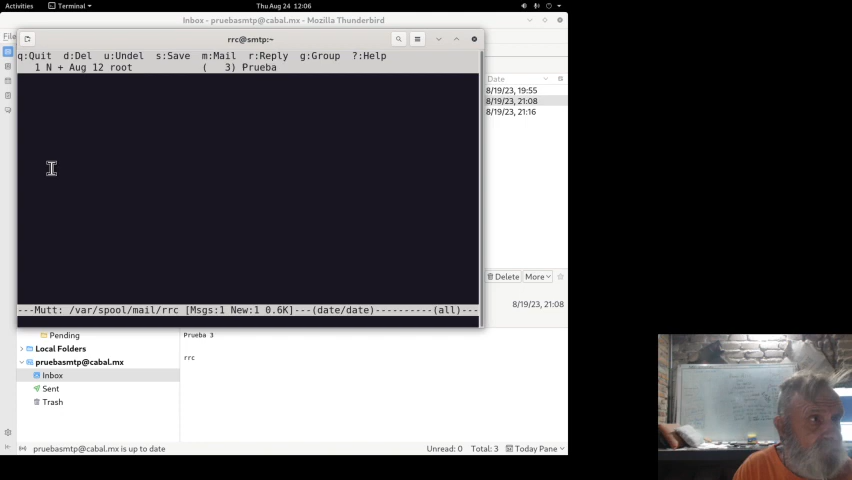 Activities Terminal Thu Aug 24 12:06
Inbox - pruebasmtp@cabal.mx - Mozilla Thunderbird
File
rrc@smtp:~
q:Quit d:Del u:Undel s:Save m:Mail r:Reply g:Group ?:Help
1 N + Aug 12 root ( 3) Prueba
Date
8/19/23, 19:55
8/19/23, 21:08
8/19/23, 21:16
Delete More
8/19/23, 21:08
---Mutt: /var/spool/mail/rrc [Msgs:1 New:1 0.6K]---(date/date)----------(all)---
Pending
Local Folders
pruebasmtp@cabal.mx
Inbox
Sent
Trash
Prueba 3
rrc
pruebasmtp@cabal.mx is up to date Unread: 0 Total: 3 Today Pane